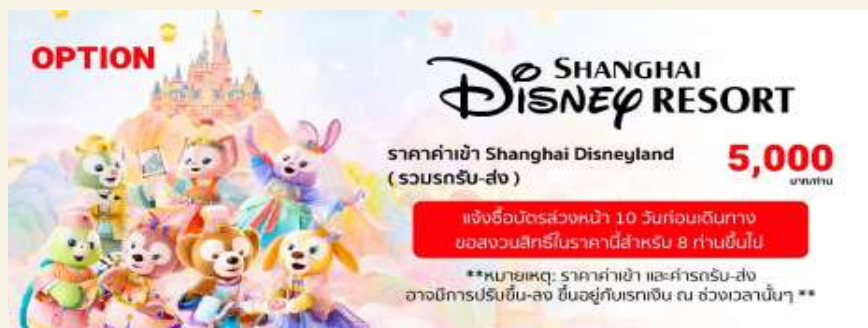 OPTION
SHANGHAI
DISNEY RESORT
ราคาค่าเข้า Shanghai Disneyland
( รวมรถรับ-ส่ง )
5,000
บาท/ท่าน
แจ้งซื้อบัตรล่วงหน้า 10 วันก่อนเดินทาง
ขอสงวนสิทธิ์ในราคานี้สำหรับ 8 ท่านขึ้นไป
**หมายเหตุ: ราคาค่าเข้า และค่ารถรับ-ส่ง
อาจมีการปรับขึ้น-ลง ขึ้นอยู่กับเรทเงิน ณ ช่วงเวลานั้นๆ **